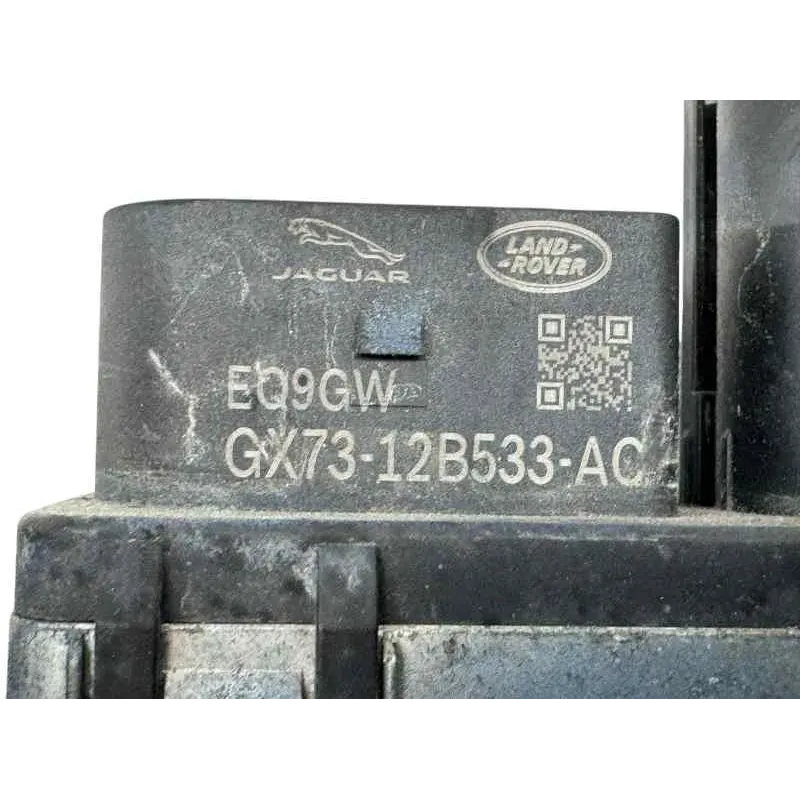 JAGUAR
LAND-
-ROVER
EQ9GW
GX73-12B533-AC